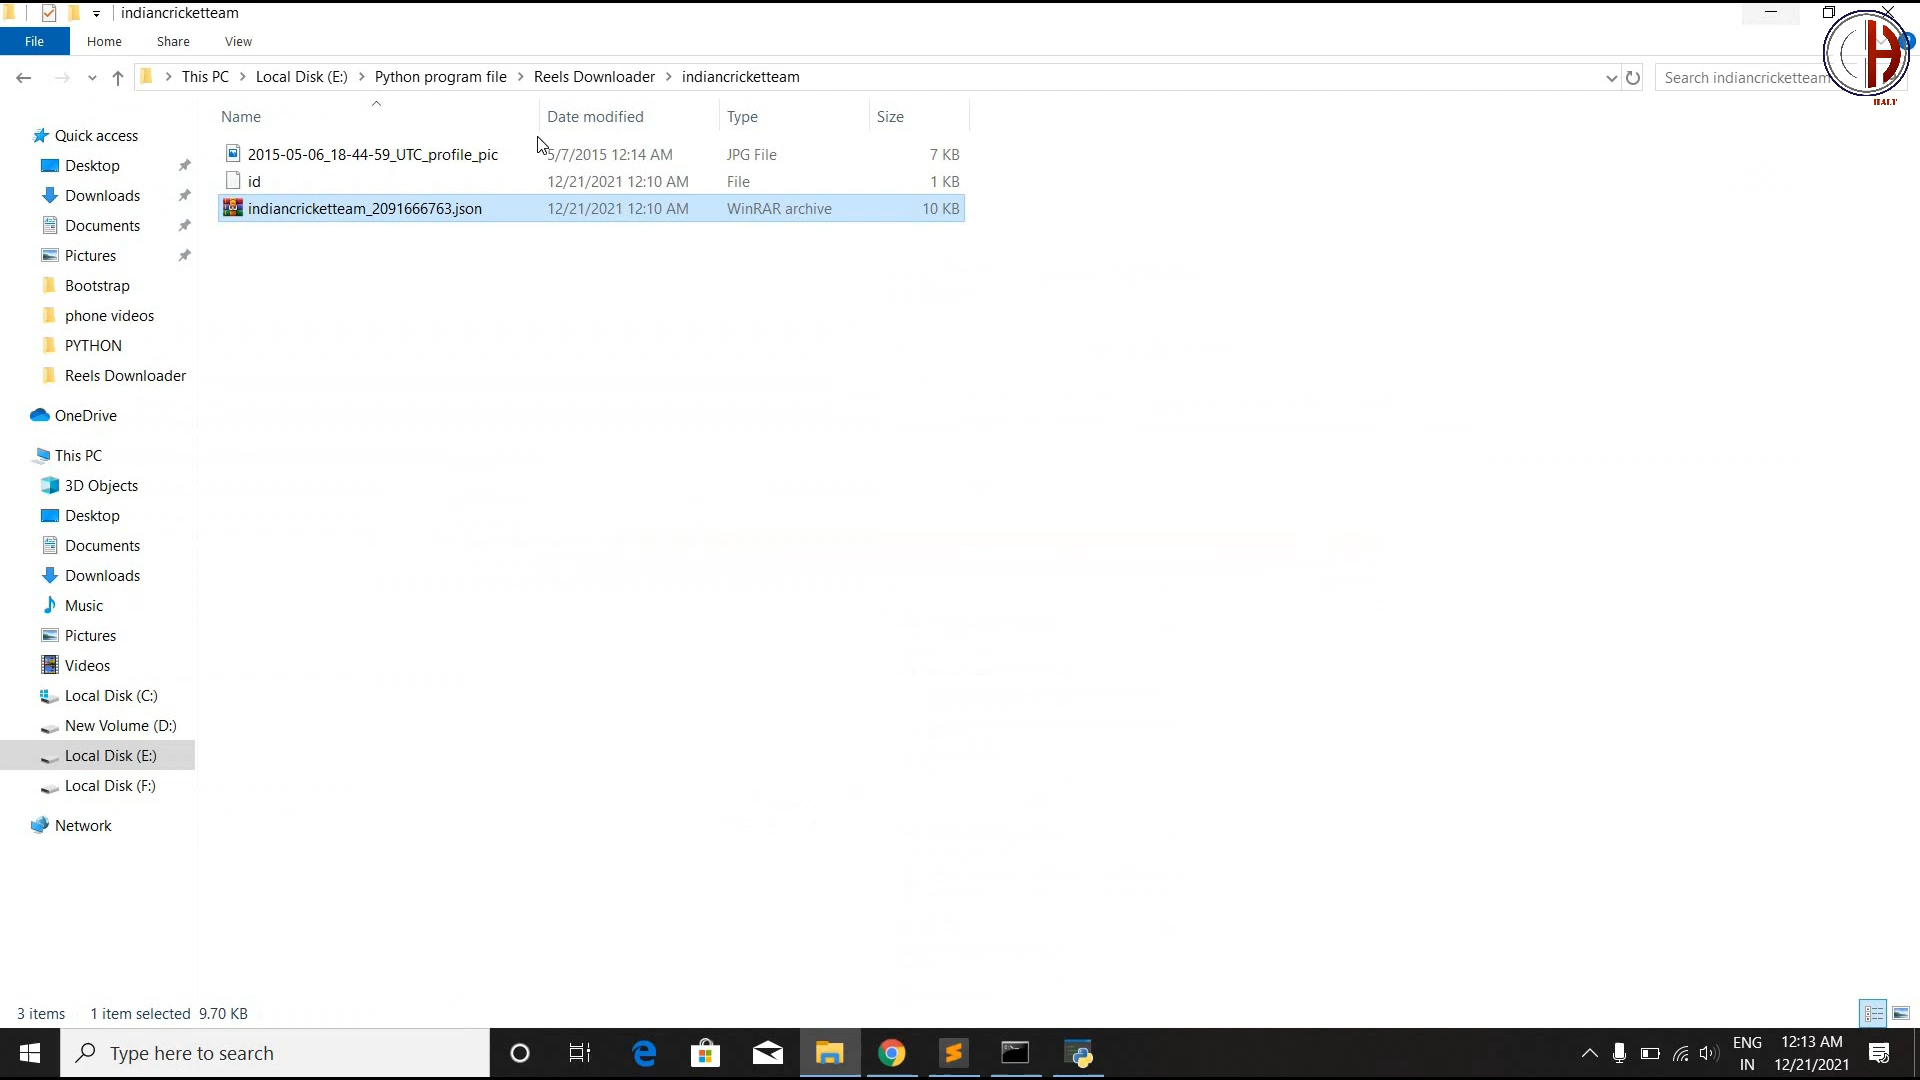 indiancricketteam
File Home Share View
This PC Local Disk (E:) Python program file Reels Downloader indiancricketteam
Search indiancricketteam
HALT
Name Date modified Type Size
2015-05-06_18-44-59_UTC_profile_pic 5/7/2015 12:14 AM JPG File 7 KB
id 12/21/2021 12:10 AM File 1 KB
indiancricketteam_2091666763.json 12/21/2021 12:10 AM WinRAR archive 10 KB
Quick access
Desktop
Downloads
Documents
Pictures
Bootstrap
phone videos
PYTHON
Reels Downloader
OneDrive
This PC
3D Objects
Desktop
Documents
Downloads
Music
Pictures
Videos
Local Disk (C:)
New Volume (D:)
Local Disk (E:)
Local Disk (F:)
Network
3 items 1 item selected 9.70 KB
Type here to search
ENG 12:13 AM
IN 12/21/2021